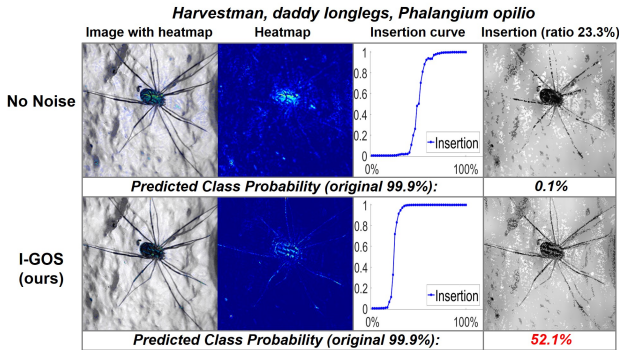 Harvestman, daddy longlegs, Phalangium opilio
Image with heatmap Heatmap Insertion curve Insertion (ratio 23.3%)
No Noise
1
0.8
0.6
0.4
0.2
0
Insertion
0% 100%
Predicted Class Probability (original 99.9%): 0.1%
I-GOS
(ours)
1
0.8
0.6
0.4
0.2
0
Insertion
0% 100%
Predicted Class Probability (original 99.9%): 52.1%